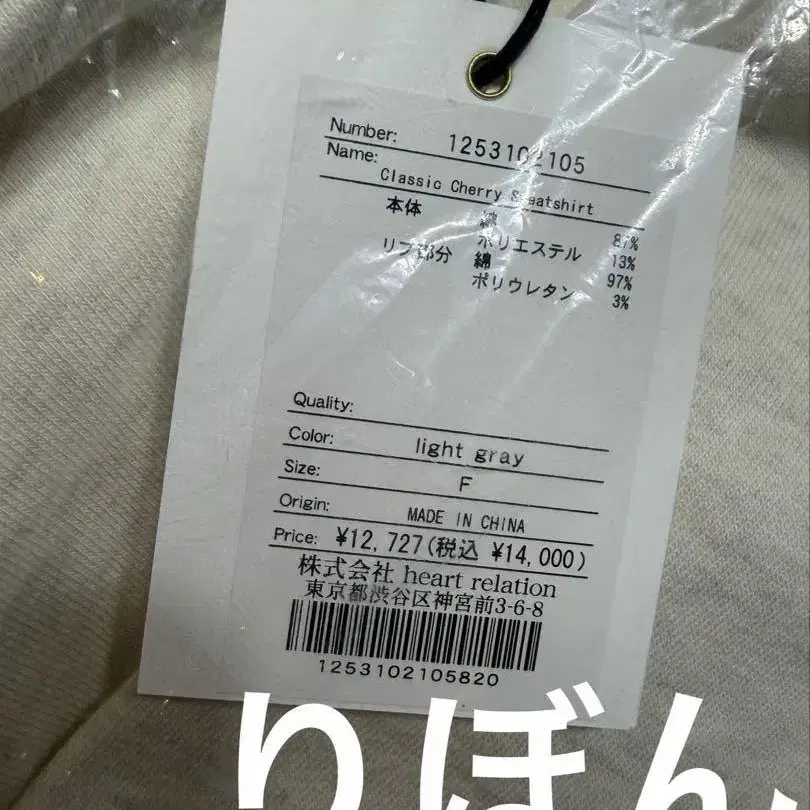 Number: 1253102105
Name:
Classic Cherry Sweatshirt
本体 綿 87%
ポリエステル 13%
リブ部分 綿 97%
ポリウレタン 3%
Quality:
Color: light gray
Size: F
Origin: MADE IN CHINA
Price: ¥12,727(税込 ¥14,000)
株式会社 heart relation
東京都渋谷区神宮前3-6-8
1253102105820
りぼん